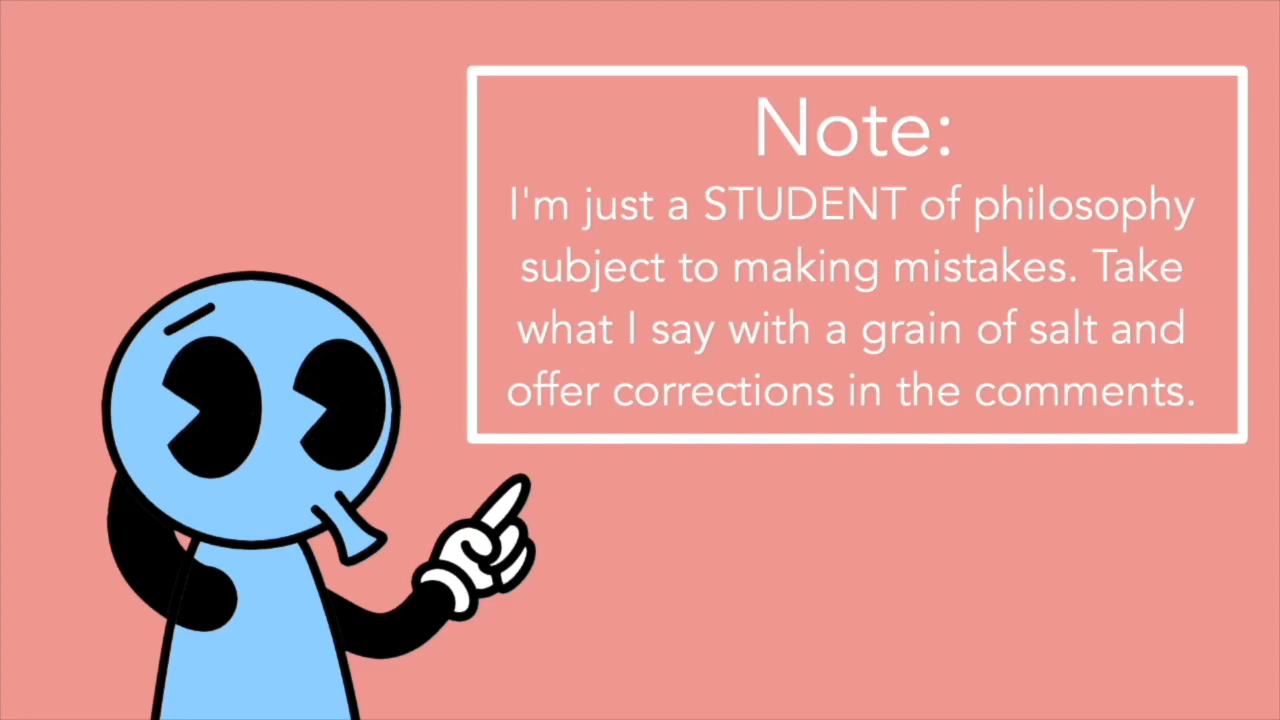 Note:
I'm just a STUDENT of philosophy
subject to making mistakes. Take
what I say with a grain of salt and
offer corrections in the comments.